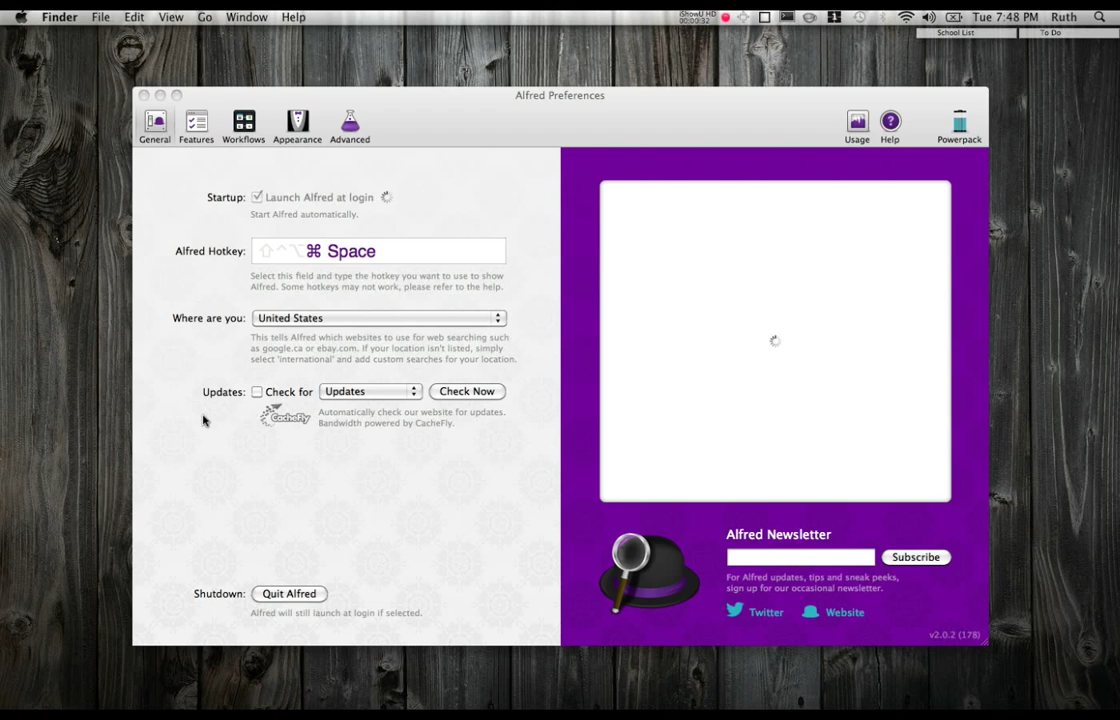 Finder File Edit View Go Window Help
iShowU HD
00:00:32
1
Tue 7:48 PM Ruth
School List
To Do
Alfred Preferences
General
Features
Workflows
Appearance
Advanced
Usage
Help
Powerpack
Startup: Launch Alfred at login
Start Alfred automatically.
Alfred Hotkey: ⇧^⌥⌘ Space
Select this field and type the hotkey you want to use to show
Alfred. Some hotkeys may not work, please refer to the help.
Where are you: United States
This tells Alfred which websites to use for web searching such
as google.ca or ebay.com. If your location isn't listed, simply
select 'international' and add custom searches for your location.
Updates: Check for Updates Check Now
CacheFly
Automatically check our website for updates.
Bandwidth powered by CacheFly.
Shutdown: Quit Alfred
Alfred will still launch at login if selected.
Alfred Newsletter
Subscribe
For Alfred updates, tips and sneak peeks,
sign up for our occasional newsletter.
Twitter
Website
v2.0.2 (178)